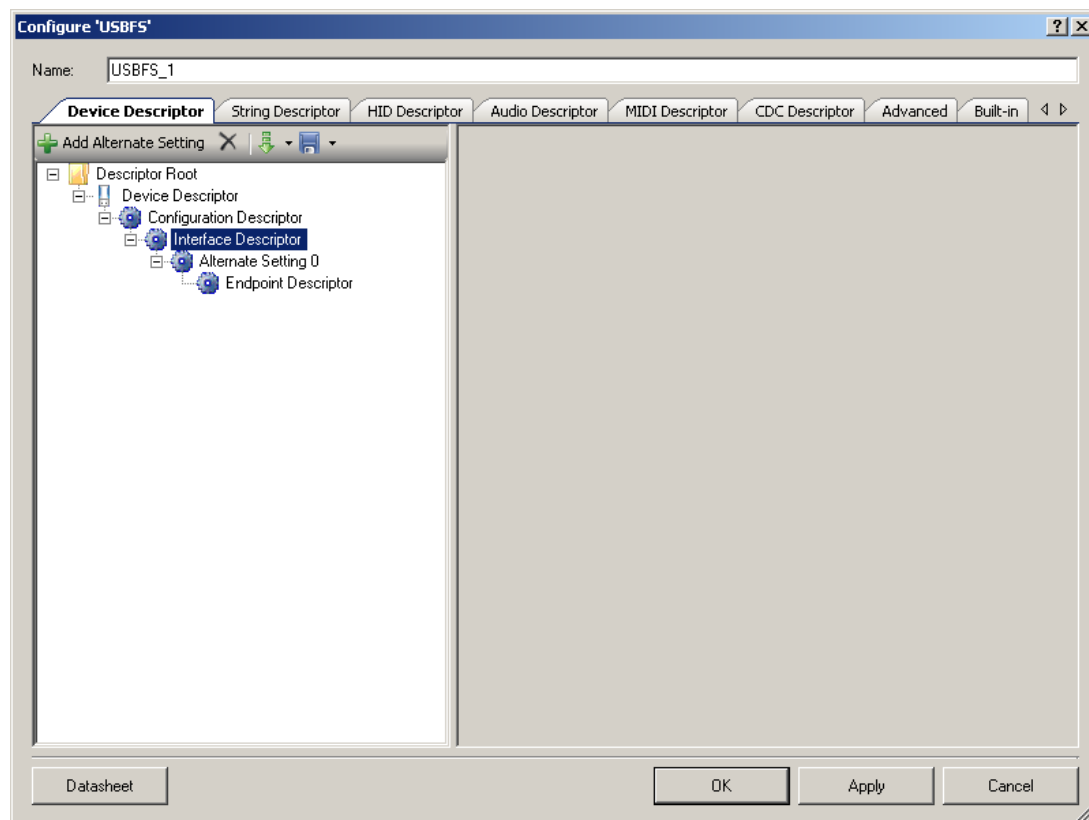 Configure 'USBFS'
Name: USBFS_1
Device Descriptor String Descriptor HID Descriptor Audio Descriptor MIDI Descriptor CDC Descriptor Advanced Built-in
Add Alternate Setting
Descriptor Root
Device Descriptor
Configuration Descriptor
Interface Descriptor
Alternate Setting 0
Endpoint Descriptor
Datasheet OK Apply Cancel